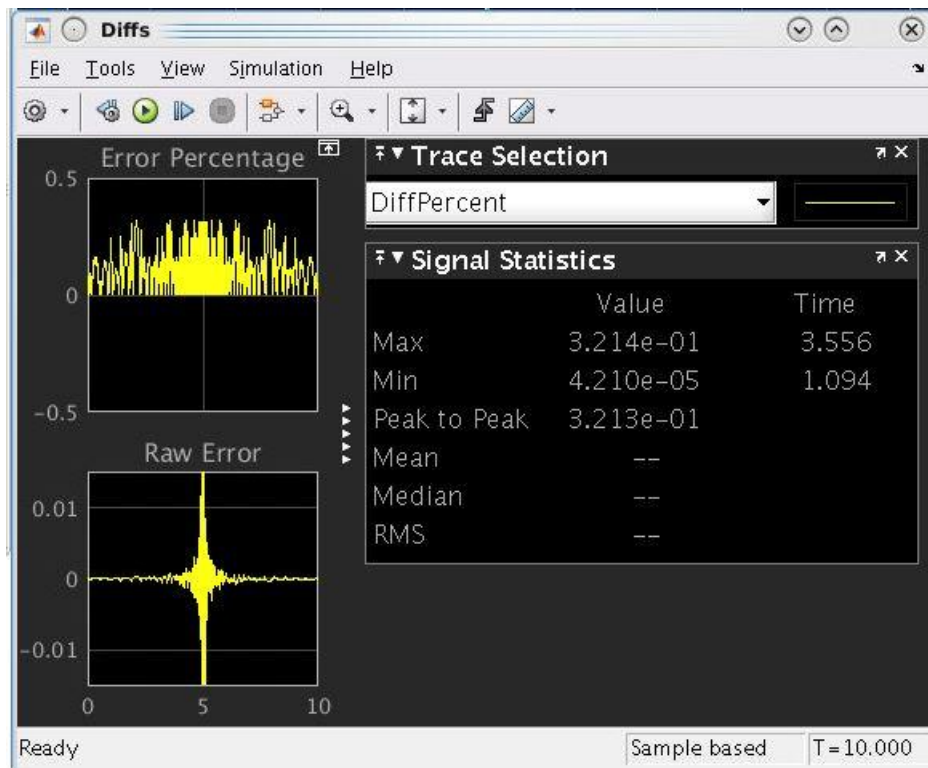 Diffs
File Tools View Simulation Help
Error Percentage
0.5
0
-0.5
Raw Error
0.01
0
-0.01
0 5 10
Trace Selection
DiffPercent
Signal Statistics
Value Time
Max 3.214e-01 3.556
Min 4.210e-05 1.094
Peak to Peak 3.213e-01
Mean --
Median --
RMS --
Ready Sample based T=10.000